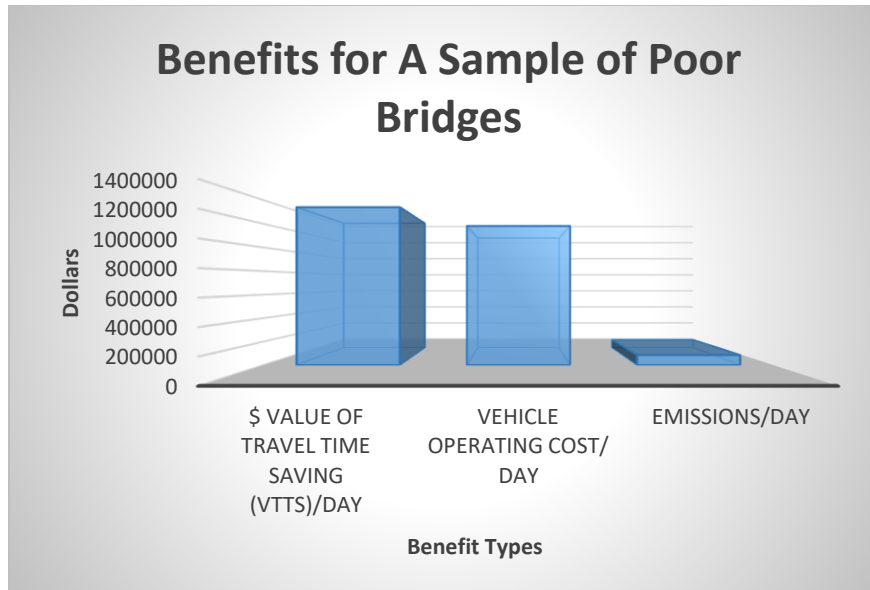 Benefits for A Sample of Poor
Bridges
1400000
1200000
1000000
800000
600000
400000
200000
0
Dollars
$ VALUE OF
TRAVEL TIME
SAVING
(VTTS)/DAY
VEHICLE
OPERATING COST/
DAY
EMISSIONS/DAY
Benefit Types